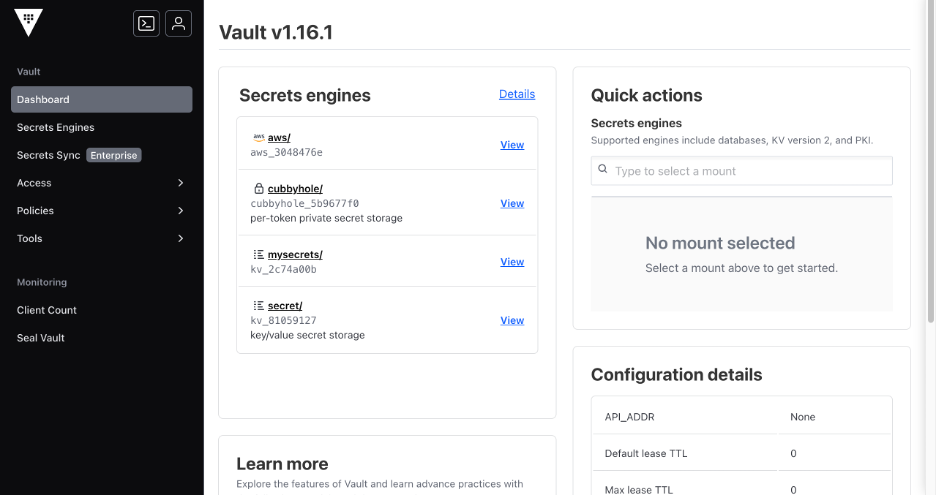 Vault
Dashboard
Secrets Engines
Secrets Sync Enterprise
Access
Policies
Tools
Monitoring
Client Count
Seal Vault
Vault v1.16.1
Secrets engines Details
aws aws/
aws_3048476e
View
cubbyhole/
cubbyhole_5b9677f0
View
per-token private secret storage
mysecrets/
kv_2c74a00b
View
secret/
kv_81059127
View
key/value secret storage
Learn more
Explore the features of Vault and learn advance practices with
Quick actions
Secrets engines
Supported engines include databases, KV version 2, and PKI.
Type to select a mount
No mount selected
Select a mount above to get started.
Configuration details
API_ADDR None
Default lease TTL 0
Max lease TTL 0